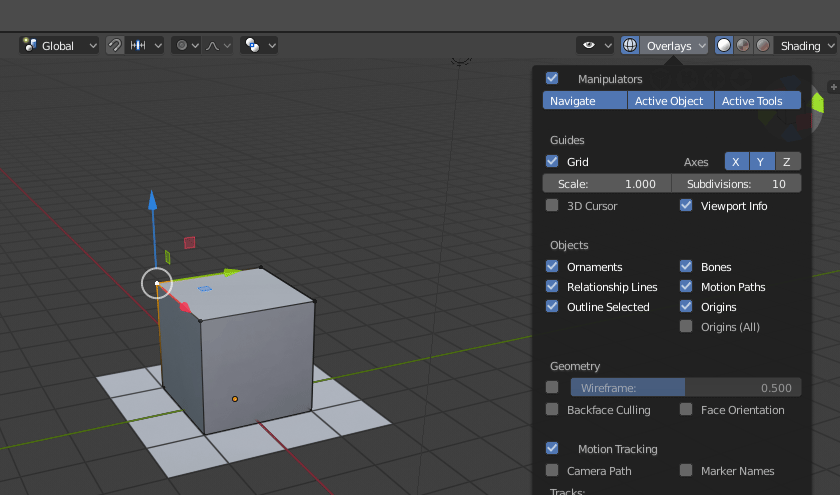 Global Overlays Shading
Manipulators
Navigate Active Object Active Tools
Guides
Grid Axes X Y Z
Scale: 1.000 Subdivisions: 10
3D Cursor Viewport Info
Objects
Ornaments Bones
Relationship Lines Motion Paths
Outline Selected Origins
Origins (All)
Geometry
Wireframe: 0.500
Backface Culling Face Orientation
Motion Tracking
Camera Path Marker Names
Tracks: